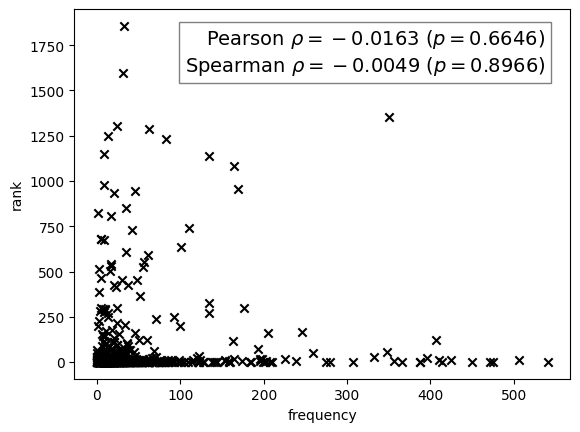 Pearson ρ = −0.0163 (p = 0.6646)
Spearman ρ = −0.0049 (p = 0.8966)
1750
1500
1250
1000
750
500
250
0
rank
0 100 200 300 400 500
frequency